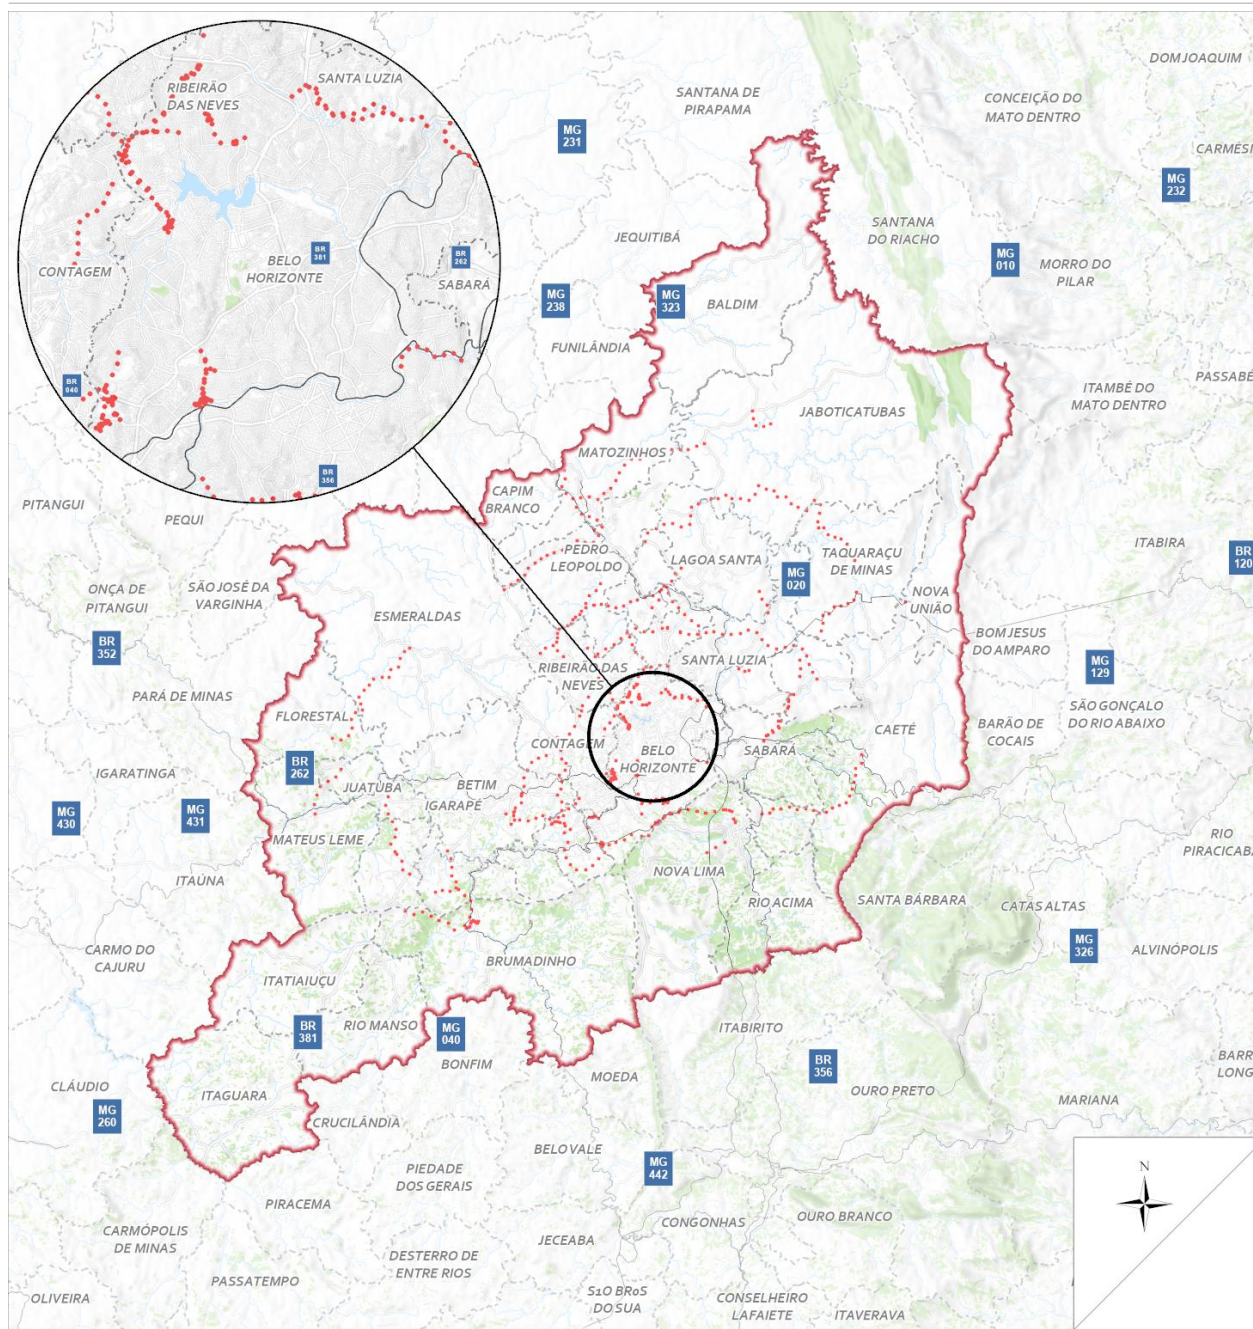 DOM JOAQUIM
SANTANA DE
PIRAPAMA
CONCEIÇÃO DO
MATO DENTRO
MG
231
MG
232
SANTANA
DO RIACHO
JEQUITIBÁ
MG
010
MORRO DO
PILAR
MG
238
MG
323
BALDIM
FUNILÂNDIA
ITAMBÉ DO
MATO DENTRO
JABOTICATUBAS
MATOZINHOS
RIBEIRÃO
DAS NEVES
SANTA LUZIA
CONTAGEM
BELO
HORIZONTE
BR
381
BR
262
SABARÁ
BR
040
BR
356
PITANGUI
PEQUI
CAPIM
BRANCO
PEDRO
LEOPOLDO
LAGOA SANTA
MG
020
TAQUARAÇU
DE MINAS
ITABIRA
BR
120
ONÇA DE
PITANGUI
SÃO JOSÉ DA
VARGINHA
ESMERALDAS
NOVA
UNIÃO
BOM JESUS
DO AMPARO
BR
352
MG
129
PARÁ DE MINAS
RIBEIRÃO DAS
NEVES
SANTA LUZIA
SÃO GONÇALO
DO RIO ABAIXO
FLORESTAL
CONTAGEM
BELO
HORIZONTE
SABARÁ
CAETÉ
BARÃO DE
COCAIS
IGARATINGA
BR
262
JUATUBA
BETIM
IGARAPÉ
MG
430
MG
431
MATEUS LEME
RIO
ITAÚNA
NOVA LIMA
RIO ACIMA
SANTA BÁRBARA
CATAS ALTAS
CARMO DO
CAJURU
MG
326
ALVINÓPOLIS
BRUMADINHO
ITATIAIUÇU
BR
381
RIO MANSO
MG
040
BONFIM
ITABIRITO
BR
356
MOEDA
OURO PRETO
CLÁUDIO
MG
260
ITAGUARA
MARIANA
CRUCILÂNDIA
BELO VALE
MG
442
PIEDADE
DOS GERAIS
PIRACEMA
N
CONGONHAS
OURO BRANCO
CARMÓPOLIS
DE MINAS
JECEABA
DESTERRO DE
ENTRE RIOS
PASSATEMPO
S1O BR0S
DO SUA
CONSELHEIRO
LAFAIETE
ITAVERAVA
OLIVEIRA